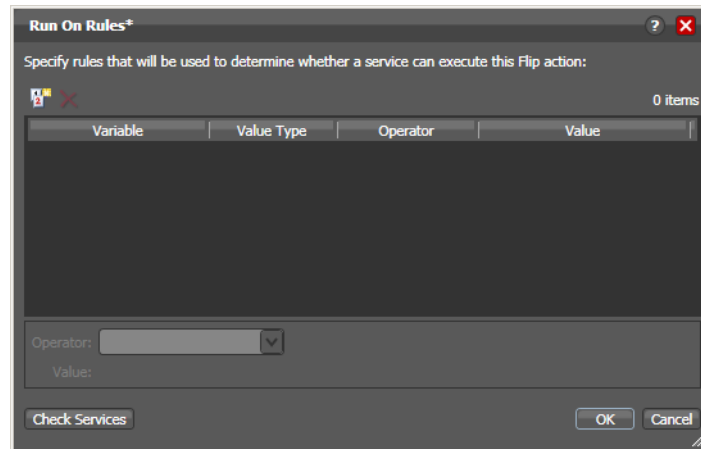 Run On Rules*
?
Specify rules that will be used to determine whether a service can execute this Flip action:
0 items
Variable Value Type Operator Value
Operator:
Value:
Check Services OK Cancel